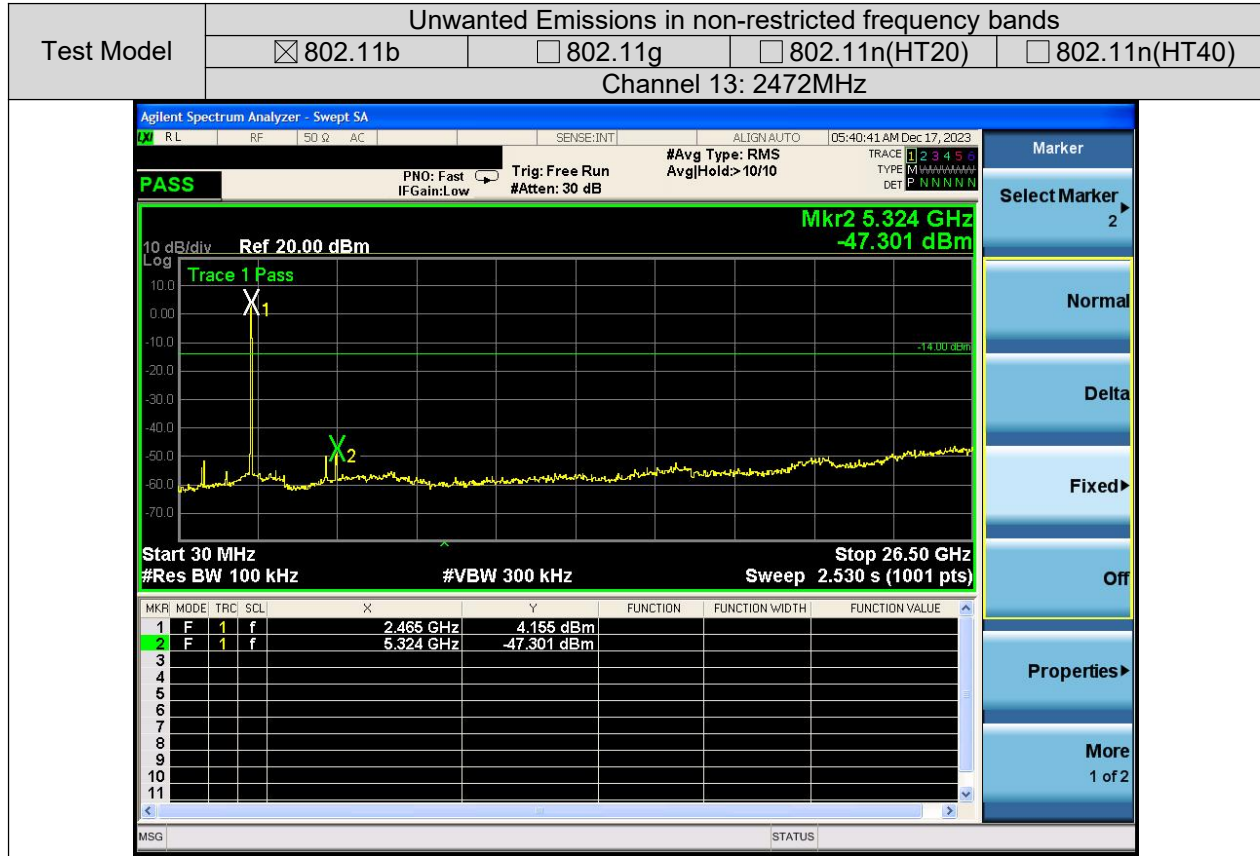 Test Model
Unwanted Emissions in non-restricted frequency bands
☒ 802.11b ☐ 802.11g ☐ 802.11n(HT20) ☐ 802.11n(HT40)
Channel 13: 2472MHz
Agilent Spectrum Analyzer - Swept SA
LXI RL RF 50 Ω AC SENSE:INT ALIGN AUTO 05:40:41 AM Dec 17, 2023
PASS
PNO: Fast
IFGain:Low
Trig: Free Run
#Atten: 30 dB
#Avg Type: RMS
Avg|Hold:>10/10
TRACE 1 2 3 4 5 6
TYPE M
DET P N N N N N
Mkr2 5.324 GHz
-47.301 dBm
10 dB/div Ref 20.00 dBm
Log
Trace 1 Pass
10.0
0.00
-10.0
-20.0
-30.0
-40.0
-50.0
-60.0
-70.0
1
2
-14.00 dBm
Start 30 MHz Stop 26.50 GHz
#Res BW 100 kHz #VBW 300 kHz Sweep 2.530 s (1001 pts)
MKR MODE TRC SCL X Y FUNCTION FUNCTION WIDTH FUNCTION VALUE
1 F 1 f 2.465 GHz 4.155 dBm
2 F 1 f 5.324 GHz -47.301 dBm
3
4
5
6
7
8
9
10
11
MSG STATUS
Marker
Select Marker
2
Normal
Delta
Fixed
Off
Properties
More
1 of 2